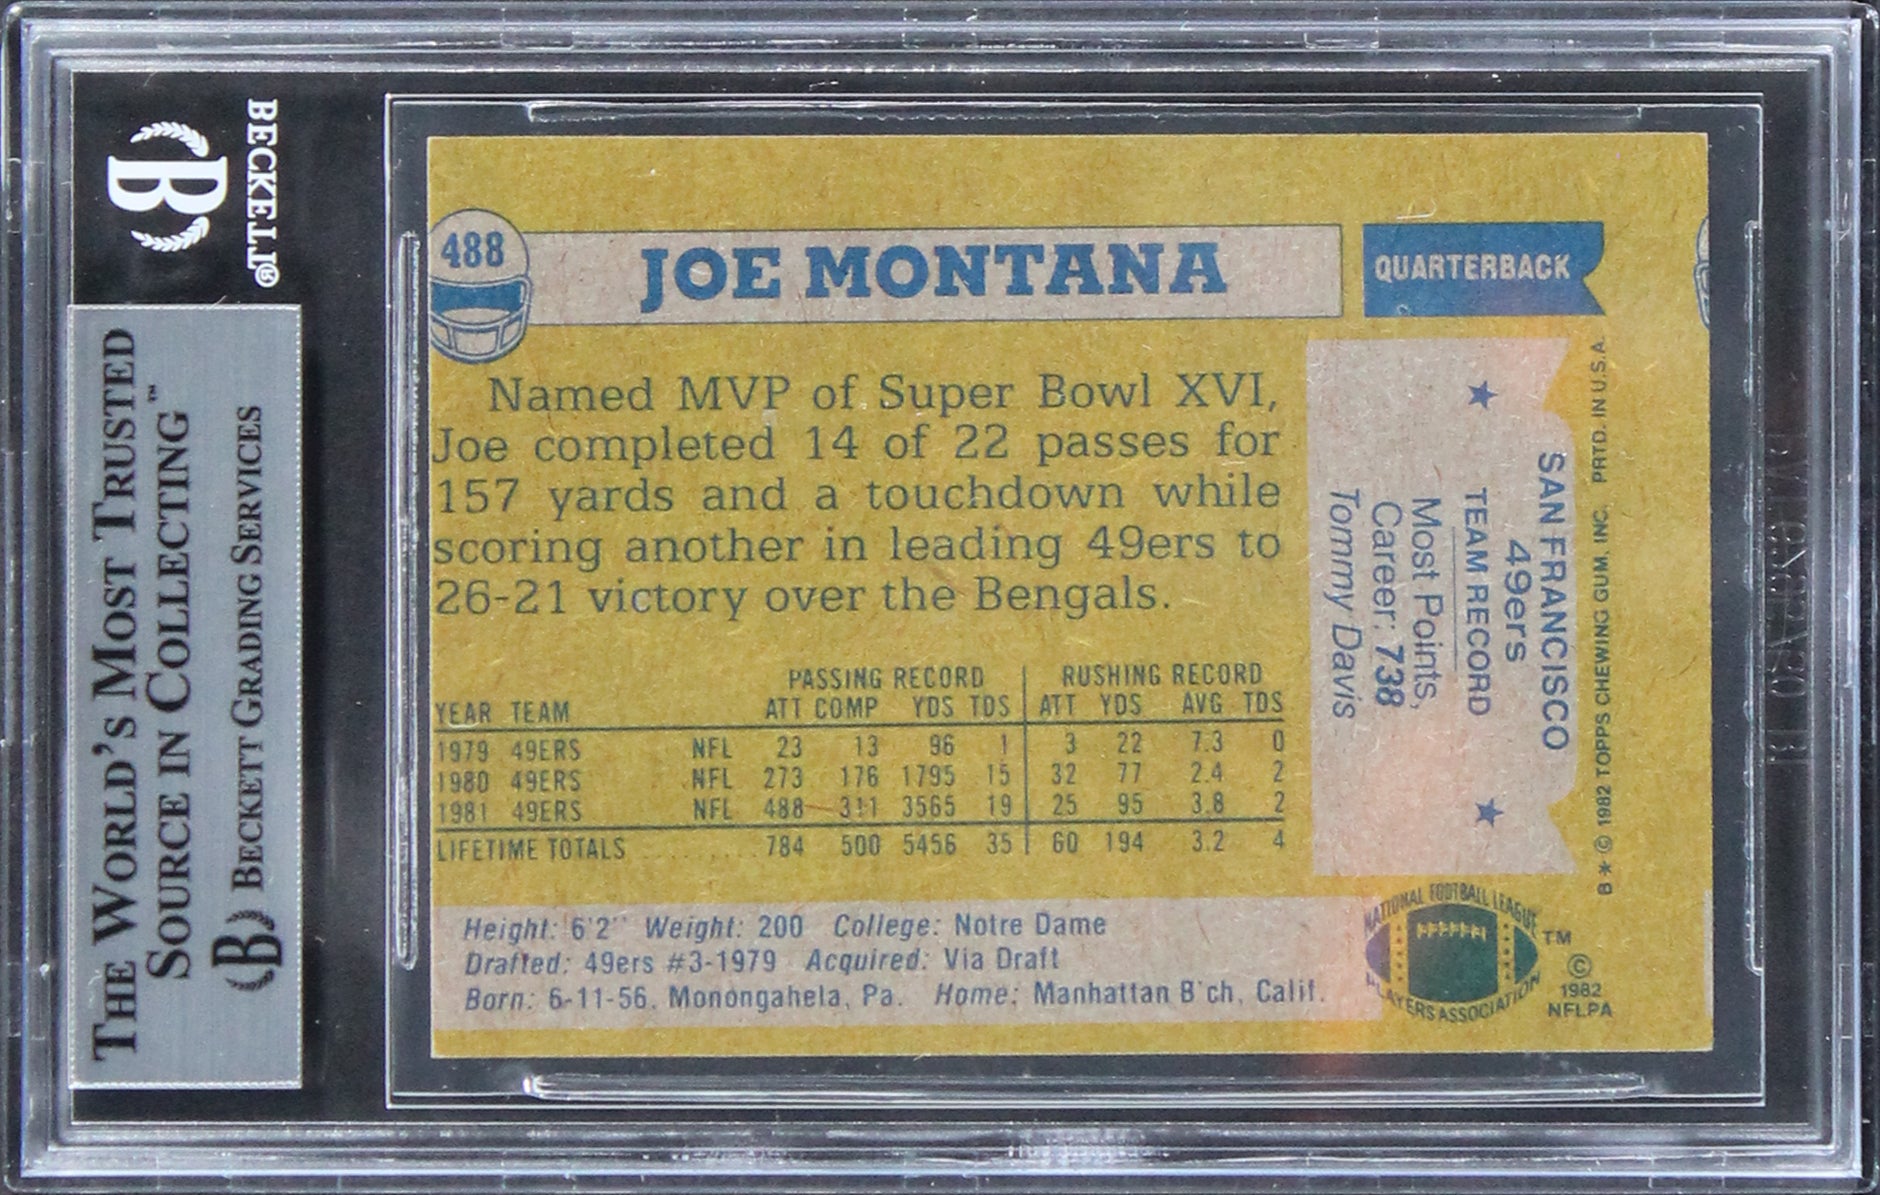 BECKETT®
B
THE WORLD'S MOST TRUSTED
SOURCE IN COLLECTING™
B BECKETT GRADING SERVICES
488
JOE MONTANA
QUARTERBACK
Named MVP of Super Bowl XVI,
Joe completed 14 of 22 passes for
157 yards and a touchdown while
scoring another in leading 49ers to
26-21 victory over the Bengals.
PASSING RECORD RUSHING RECORD
YEAR TEAM ATT COMP YDS TDS ATT YDS AVG TDS
1979 49ERS NFL 23 13 96 1 3 22 7.3 0
1980 49ERS NFL 273 176 1795 15 32 77 2.4 2
1981 49ERS NFL 488 311 3565 19 25 95 3.8 2
LIFETIME TOTALS .......... 784 500 5456 35 60 194 3.2 4
Height: 6'2" Weight: 200 College: Notre Dame
Drafted: 49ers #3-1979 Acquired: Via Draft
Born: 6-11-56, Monongahela, Pa. Home: Manhattan B'ch, Calif.
SAN FRANCISCO
49ers
★ TEAM RECORD ★
Most Points,
Career: 738
Tommy Davis
B* © 1982 TOPPS CHEWING GUM, INC. PRTD. IN U.S.A.
NATIONAL FOOTBALL LEAGUE
PLAYERS ASSOCIATION
TM
©
1982
NFLPA